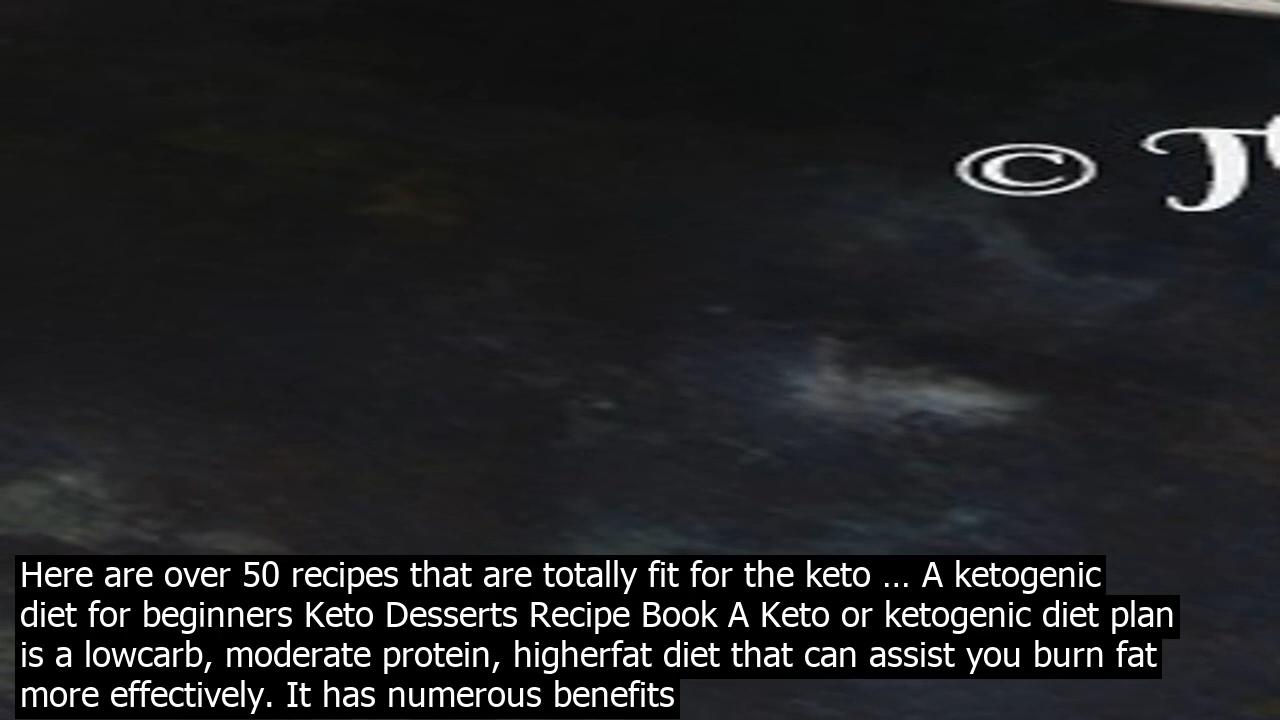 © J
Here are over 50 recipes that are totally fit for the keto … A ketogenic
diet for beginners Keto Desserts Recipe Book A Keto or ketogenic diet plan
is a lowcarb, moderate protein, higherfat diet that can assist you burn fat
more effectively. It has numerous benefits